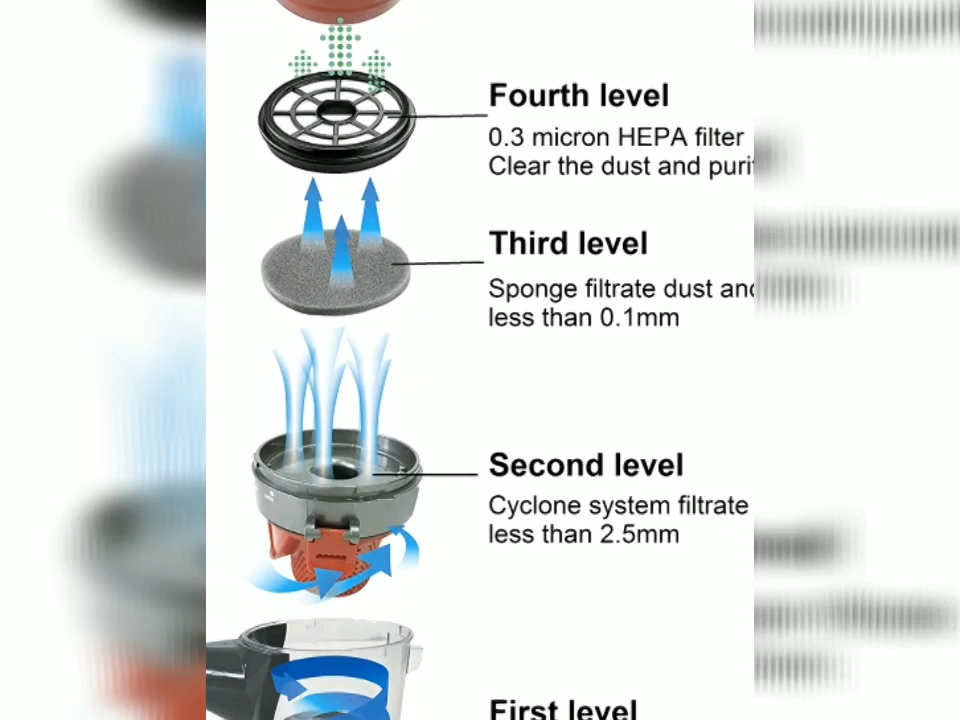 Fourth level
0.3 micron HEPA filter
Clear the dust and puri
Third level
Sponge filtrate dust and
less than 0.1mm
Second level
Cyclone system filtrate
less than 2.5mm
First level